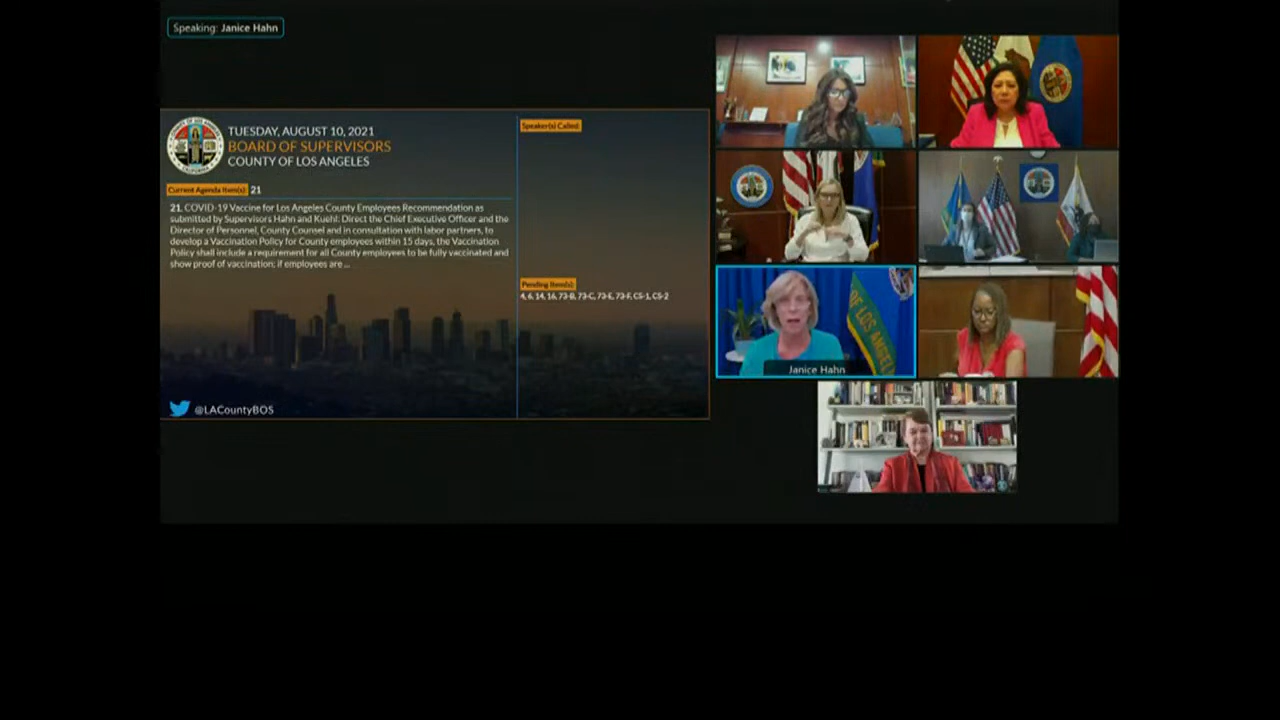 Speaking: Janice Hahn
TUESDAY, AUGUST 10, 2021
BOARD OF SUPERVISORS
COUNTY OF LOS ANGELES
Current Agenda Item(s): 21
21. COVID-19 Vaccine for Los Angeles County Employees Recommendation as
submitted by Supervisors Hahn and Kuehl: Direct the Chief Executive Officer and the
Director of Personnel, County Counsel and in consultation with labor partners, to
develop a Vaccination Policy for County employees within 15 days, the Vaccination
Policy shall include a requirement for all County employees to be fully vaccinated and
show proof of vaccination; if employees are ...
@LACountyBOS
Speaker(s) Called:
Pending Item(s):
4, 6, 14, 16, 73-B, 73-C, 73-E, 73-F, CS-1, CS-2
OF LOS ANGELES
Janice Hahn